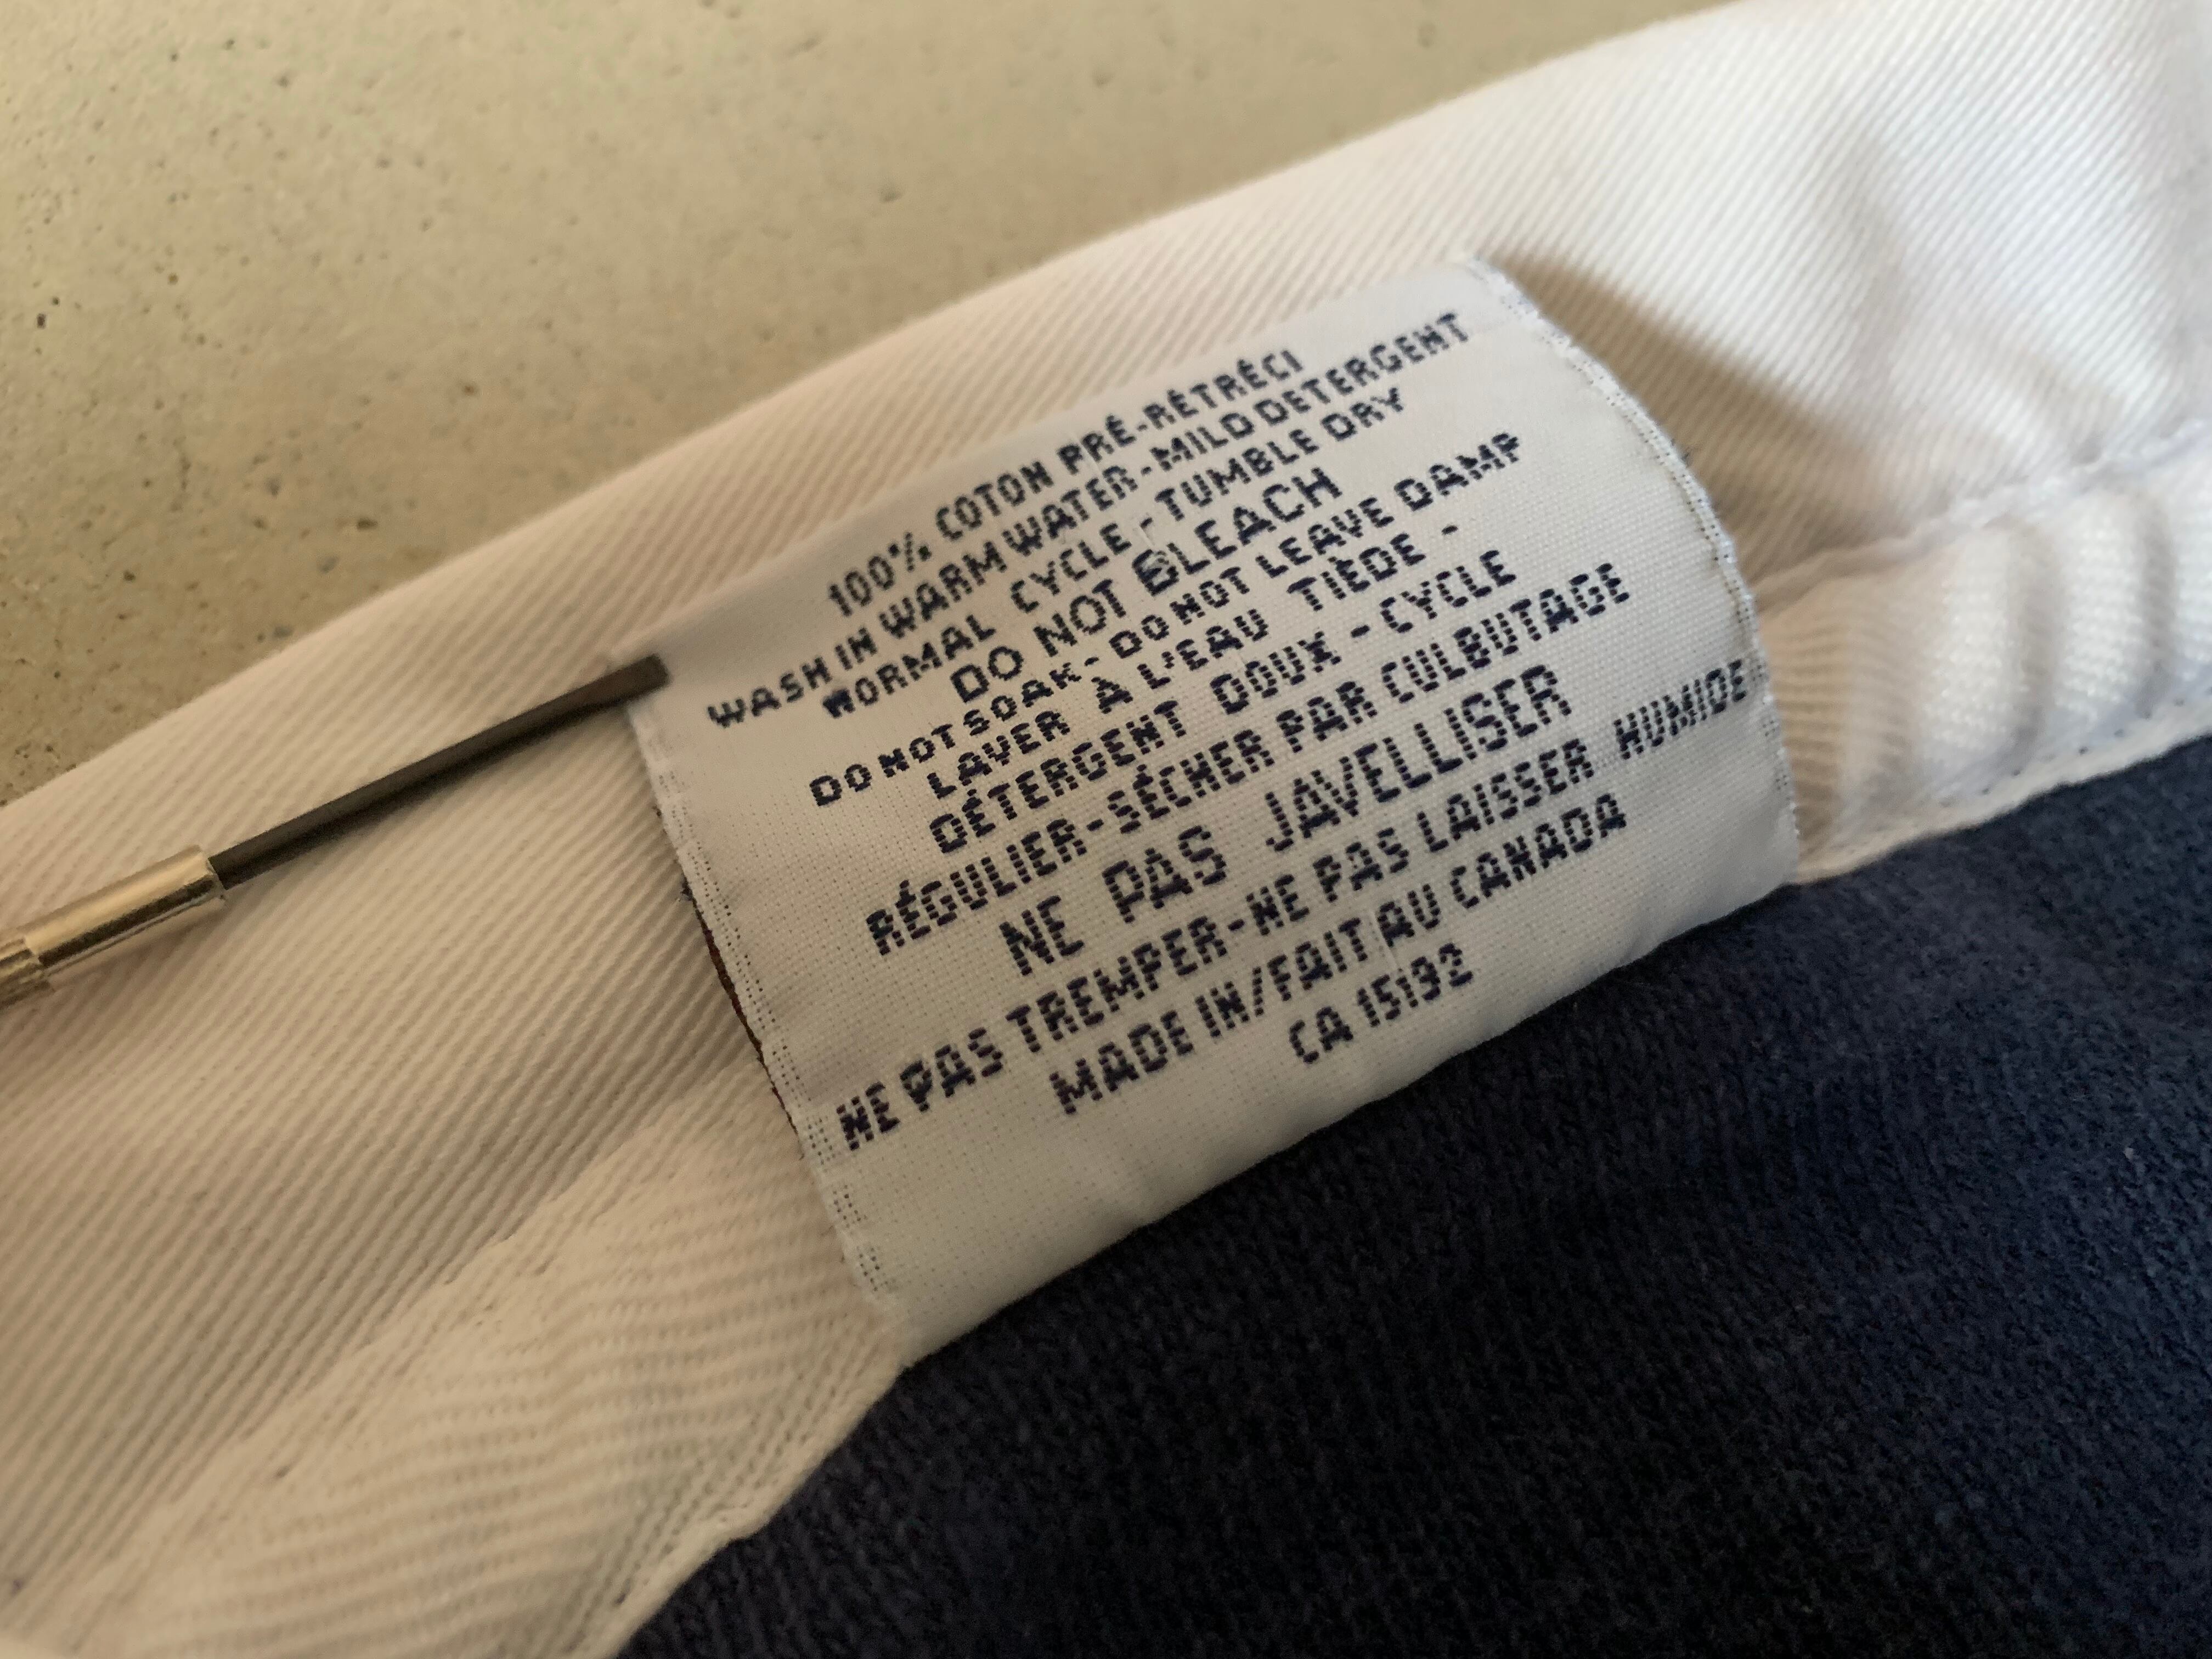 100% COTON PRÉ-RÉTRÉCI
WASH IN WARM WATER-MILD DETERGENT
NORMAL CYCLE - TUMBLE DRY
DO NOT BLEACH
DO NOT SOAK - DO NOT LEAVE DAMP
LAVER À L'EAU TIÈDE -
DÉTERGENT DOUX - CYCLE
RÉGULIER-SÉCHER PAR CULBUTAGE
NE PAS JAVELLISER
NE PAS TREMPER-NE PAS LAISSER HUMIDE
MADE IN/FAIT AU CANADA
CA 15192